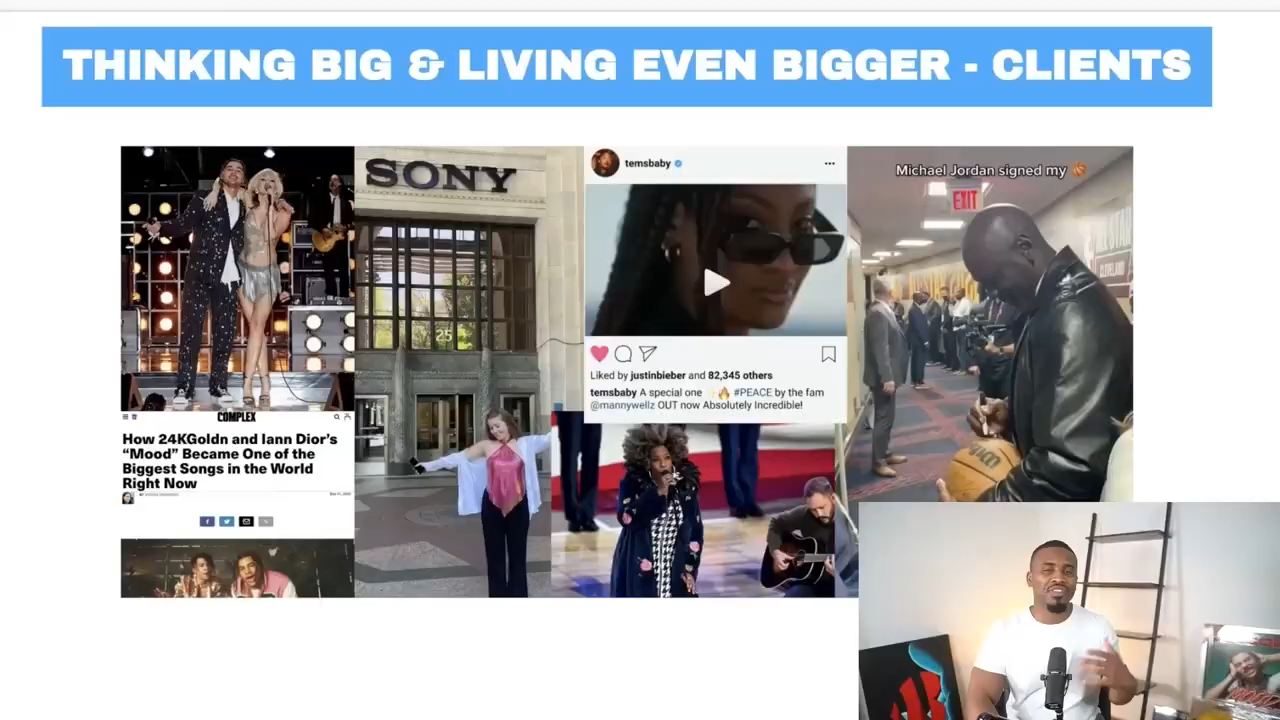 THINKING BIG & LIVING EVEN BIGGER - CLIENTS
SONY
25
temsbaby
Liked by justinbieber and 82,345 others
temsbaby A special one ✨🔥 #PEACE by the fam
@mannywellz OUT now Absolutely Incredible!
Michael Jordan signed my 🏀
EXIT
CLEVELAND
COMPLEX
How 24KGoldn and Iann Dior's
"Mood" Became One of the
Biggest Songs in the World
Right Now